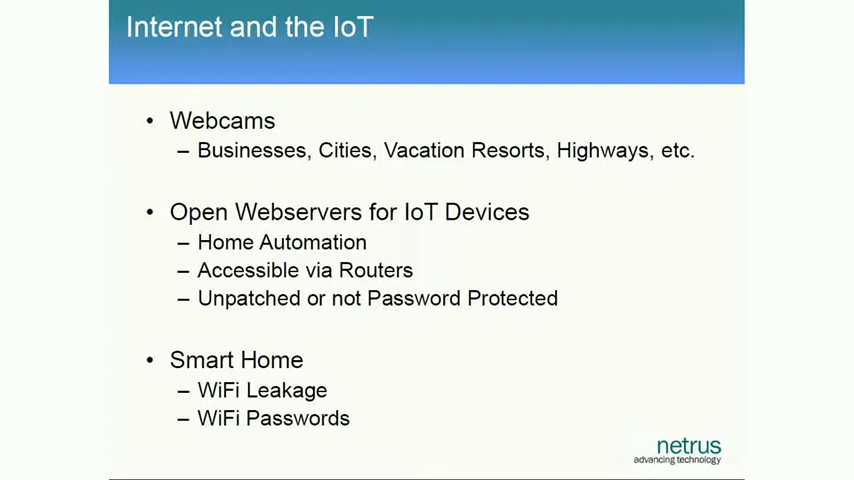 Internet and the IoT
• Webcams
– Businesses, Cities, Vacation Resorts, Highways, etc.
• Open Webservers for IoT Devices
– Home Automation
– Accessible via Routers
– Unpatched or not Password Protected
• Smart Home
– WiFi Leakage
– WiFi Passwords
netrus
advancing technology